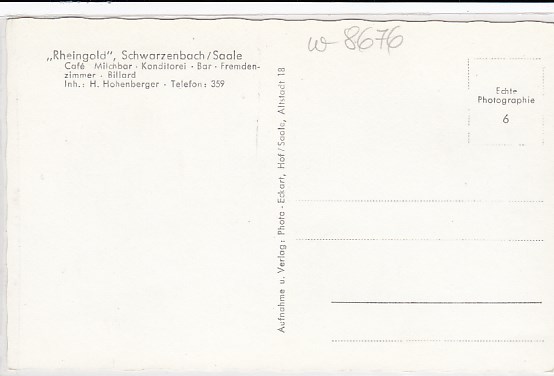 „Rheingold", Schwarzenbach/Saale
Café · Milchbar · Konditorei · Bar · Fremden-
zimmer · Billard
Inh.: H. Hohenberger · Telefon: 359
w-8676
Aufnahme u. Verlag: Photo-Eckart, Hof/Saale, Altstadt 18
Echte
Photographie
6